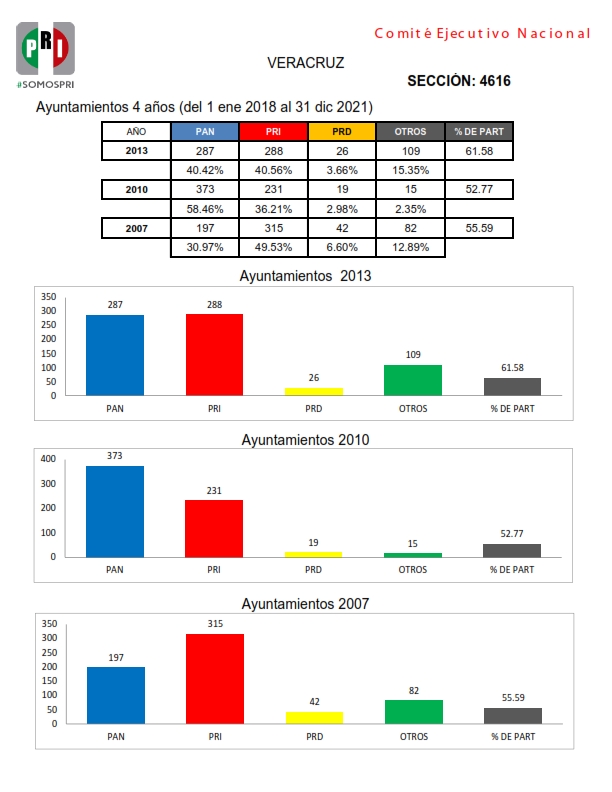 Comité Ejecutivo Nacional
PRI
#SOMOSPRI
VERACRUZ
SECCIÓN: 4616
Ayuntamientos 4 años (del 1 ene 2018 al 31 dic 2021)
AÑO PAN PRI PRD OTROS % DE PART
2013 287 288 26 109 61.58
40.42% 40.56% 3.66% 15.35%
2010 373 231 19 15 52.77
58.46% 36.21% 2.98% 2.35%
2007 197 315 42 82 55.59
30.97% 49.53% 6.60% 12.89%
Ayuntamientos 2013
350
300
250
200
150
100
50
0
287 288 26 109 61.58
PAN PRI PRD OTROS % DE PART
Ayuntamientos 2010
400
300
200
100
0
373 231 19 15 52.77
PAN PRI PRD OTROS % DE PART
Ayuntamientos 2007
350
300
250
200
150
100
50
0
197 315 42 82 55.59
PAN PRI PRD OTROS % DE PART